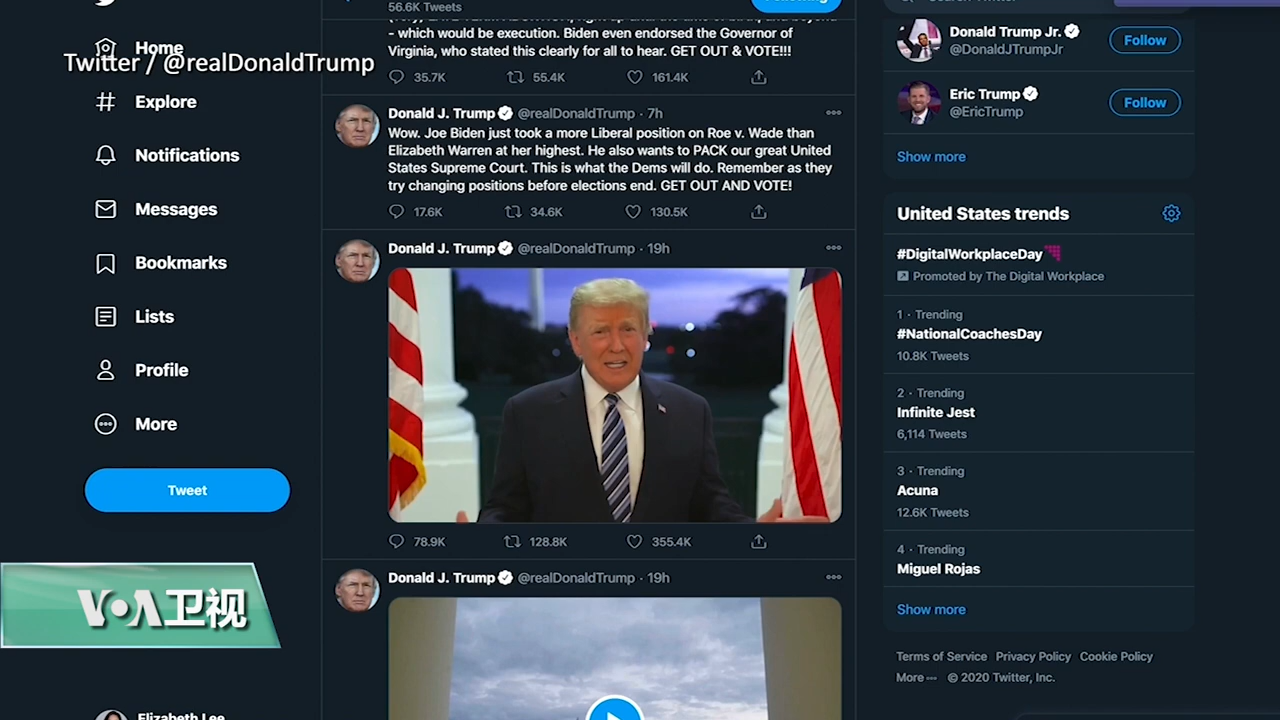 56.6K Tweets
- which would be execution. Biden even endorsed the Governor of
Virginia, who stated this clearly for all to hear. GET OUT & VOTE!!!
35.7K 55.4K 161.4K
Twitter / @realDonaldTrump
Home
Explore
Notifications
Messages
Bookmarks
Lists
Profile
More
Tweet
Donald J. Trump @realDonaldTrump · 7h
Wow. Joe Biden just took a more Liberal position on Roe v. Wade than
Elizabeth Warren at her highest. He also wants to PACK our great United
States Supreme Court. This is what the Dems will do. Remember as they
try changing positions before elections end. GET OUT AND VOTE!
17.6K 34.6K 130.5K
Donald J. Trump @realDonaldTrump · 19h
78.9K 128.8K 355.4K
Donald J. Trump @realDonaldTrump · 19h
Donald Trump Jr.
@DonaldJTrumpJr
Follow
Eric Trump
@EricTrump
Follow
Show more
United States trends
#DigitalWorkplaceDay
Promoted by The Digital Workplace
1 · Trending
#NationalCoachesDay
10.8K Tweets
2 · Trending
Infinite Jest
6,114 Tweets
3 · Trending
Acuna
12.6K Tweets
4 · Trending
Miguel Rojas
Show more
Terms of Service Privacy Policy Cookie Policy
More © 2020 Twitter, Inc.
VOA卫视
Elizabeth Lee